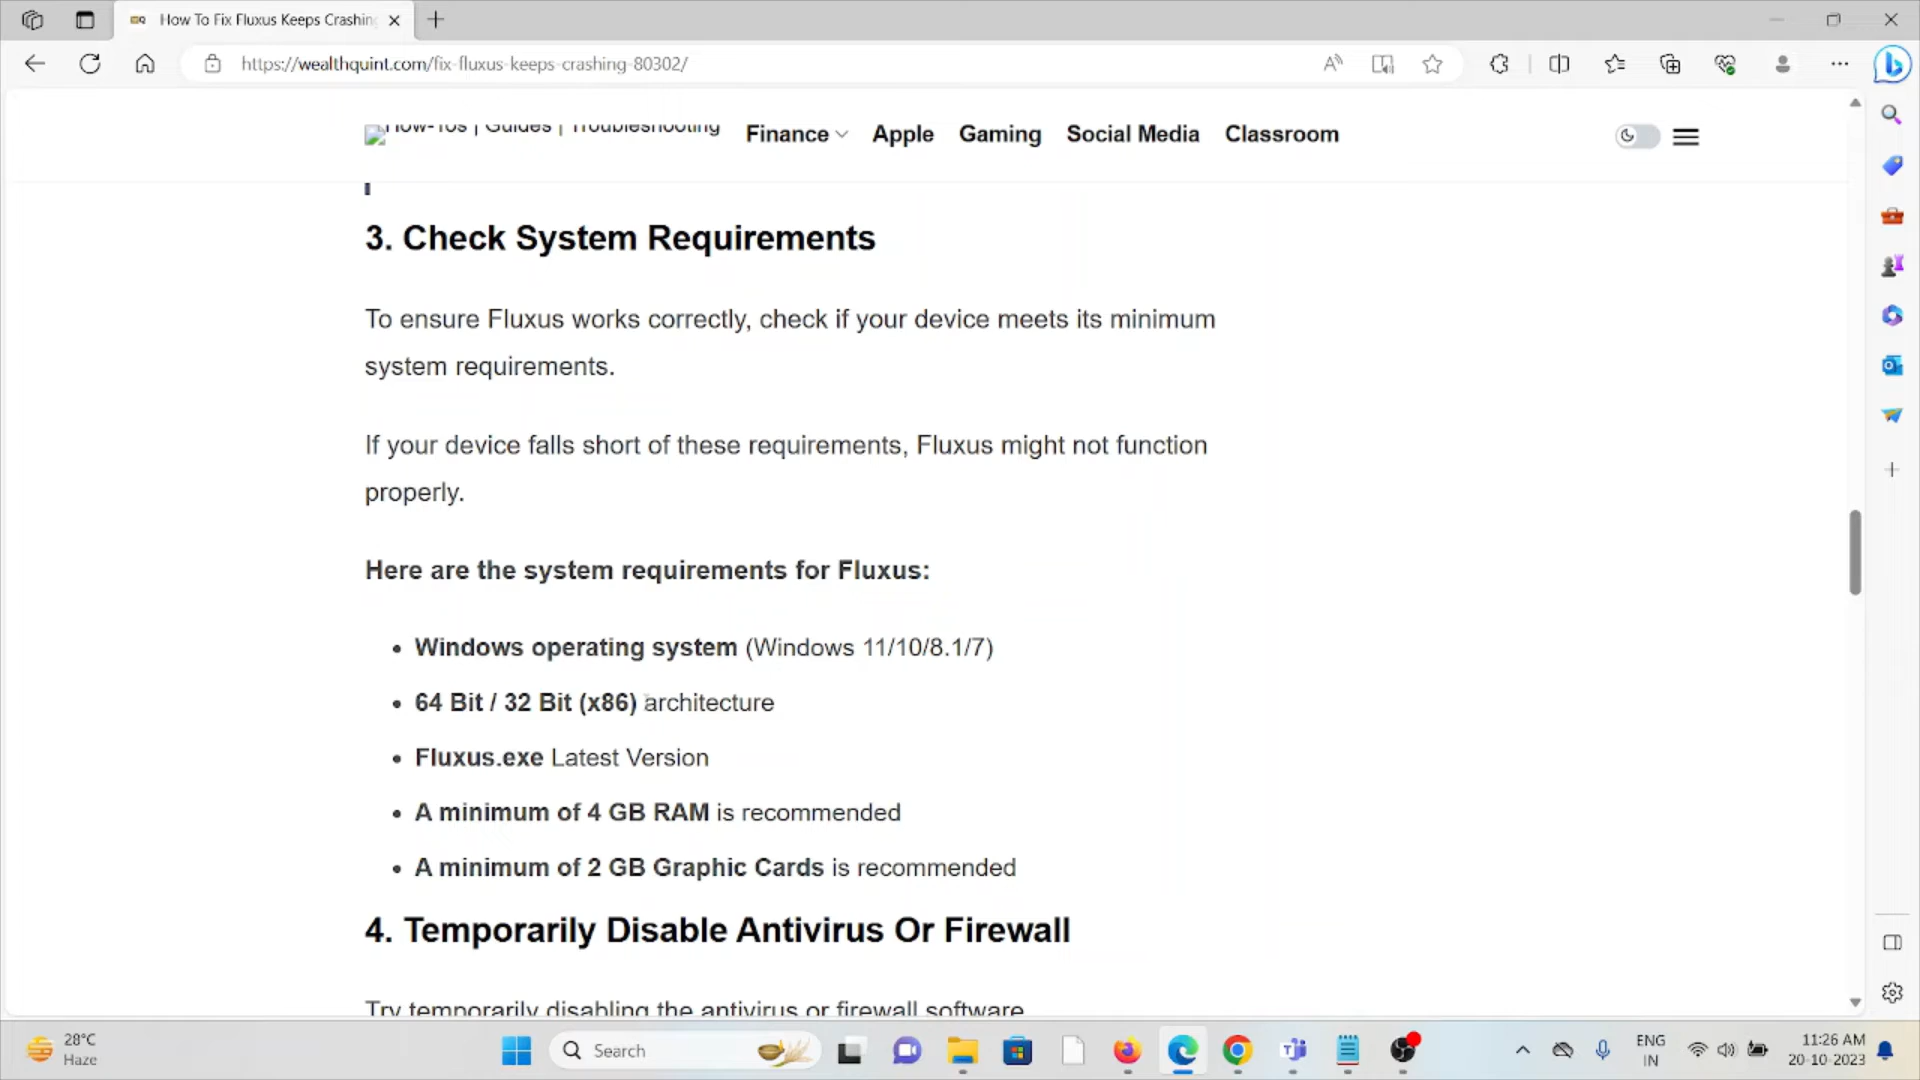 How To Fix Fluxus Keeps Crashing
https://wealthquint.com/fix-fluxus-keeps-crashing-80302/
How-Tos | Guides | Troubleshooting
Finance Apple Gaming Social Media Classroom
3. Check System Requirements
To ensure Fluxus works correctly, check if your device meets its minimum
system requirements.
If your device falls short of these requirements, Fluxus might not function
properly.
Here are the system requirements for Fluxus:
• Windows operating system (Windows 11/10/8.1/7)
• 64 Bit / 32 Bit (x86) architecture
• Fluxus.exe Latest Version
• A minimum of 4 GB RAM is recommended
• A minimum of 2 GB Graphic Cards is recommended
4. Temporarily Disable Antivirus Or Firewall
Try temporarily disabling the antivirus or firewall software
28°C
Haze
Search
ENG
IN
11:26 AM
20-10-2023